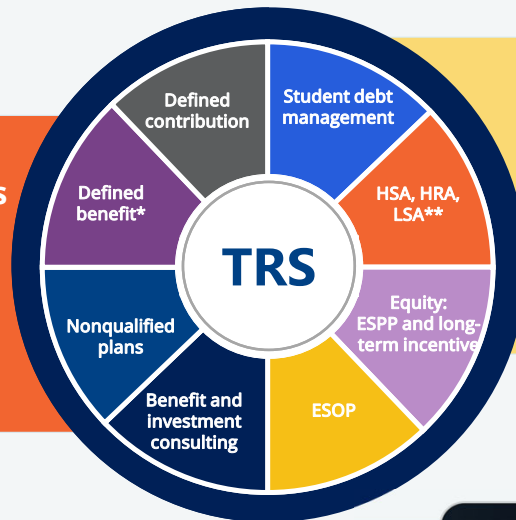 Defined
contribution
Student debt
management
HSA, HRA,
LSA**
Equity:
ESPP and long-
term incentive
ESOP
Benefit and
investment
consulting
Nonqualified
plans
Defined
benefit*
TRS
S